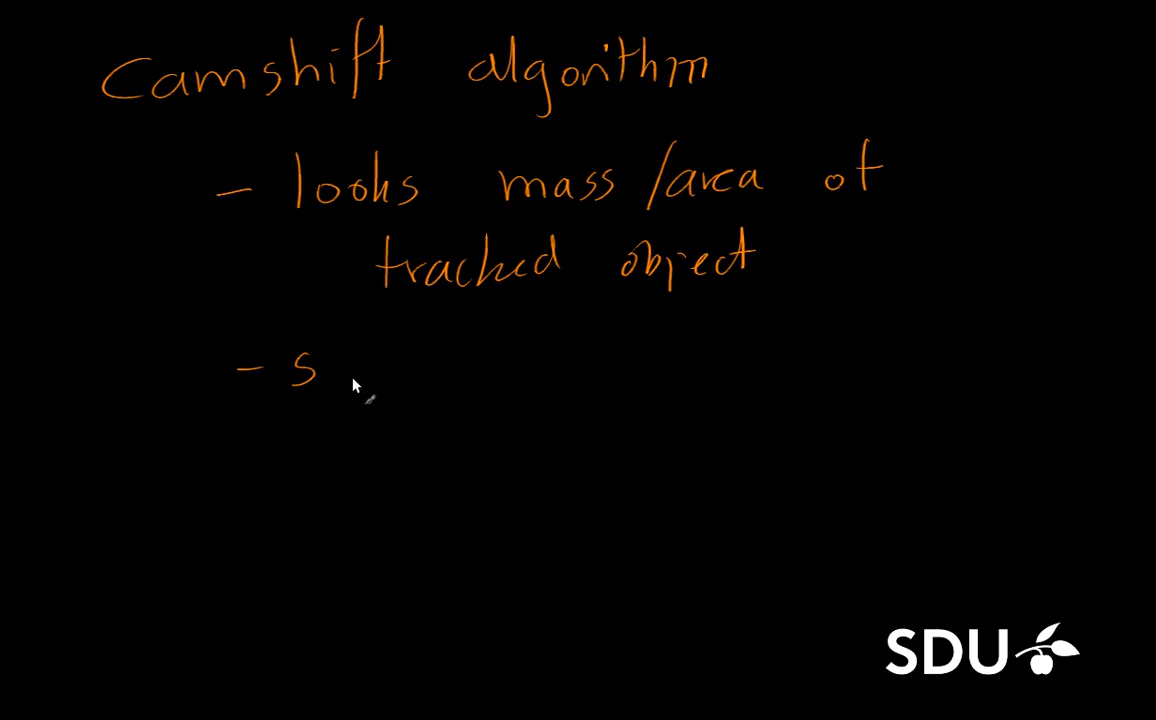 Camshift algorithm
- looks mass/area of
tracked object
- s
SDU